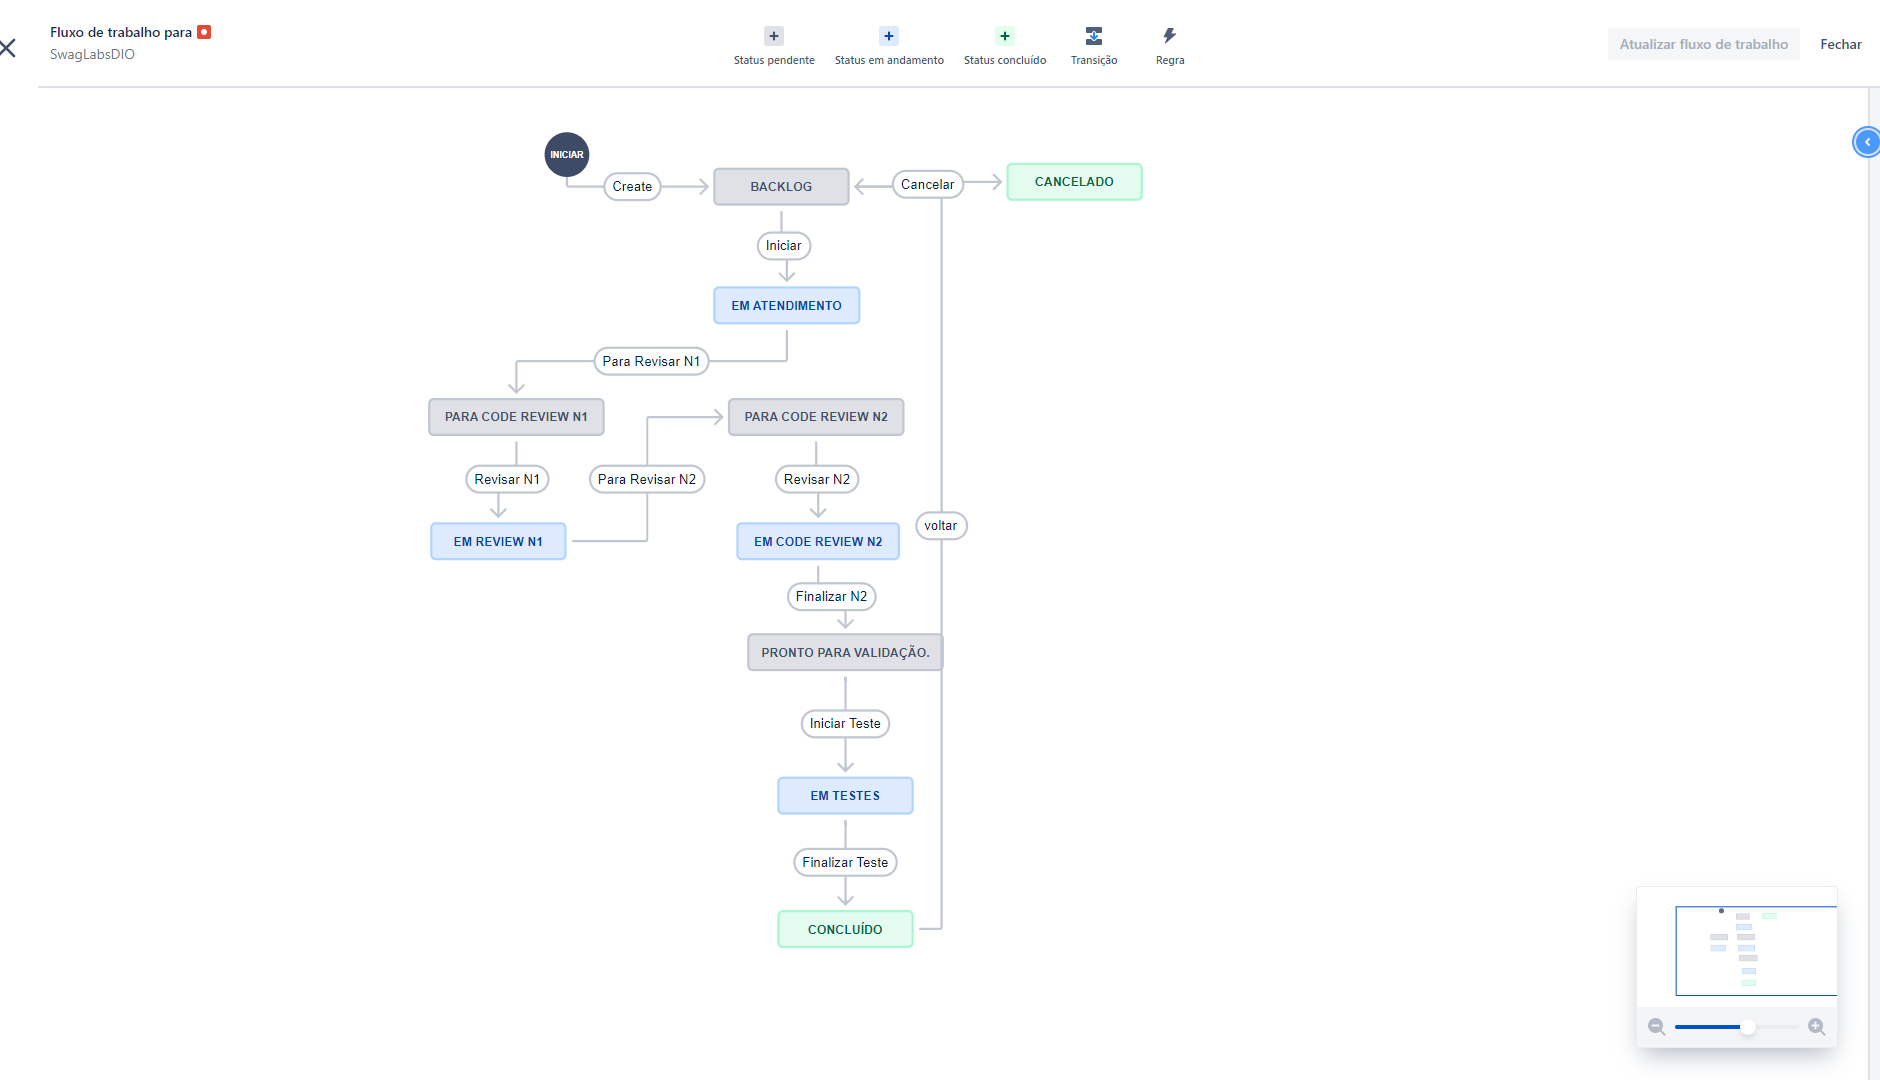 Fluxo de trabalho para
SwagLabsDIO
Status pendente
Status em andamento
Status concluído
Transição
Regra
Atualizar fluxo de trabalho
Fechar
INICIAR
Create
BACKLOG
Cancelar
CANCELADO
Iniciar
EM ATENDIMENTO
Para Revisar N1
PARA CODE REVIEW N1
PARA CODE REVIEW N2
Revisar N1
Para Revisar N2
Revisar N2
voltar
EM REVIEW N1
EM CODE REVIEW N2
Finalizar N2
PRONTO PARA VALIDAÇÃO.
Iniciar Teste
EM TESTES
Finalizar Teste
CONCLUÍDO